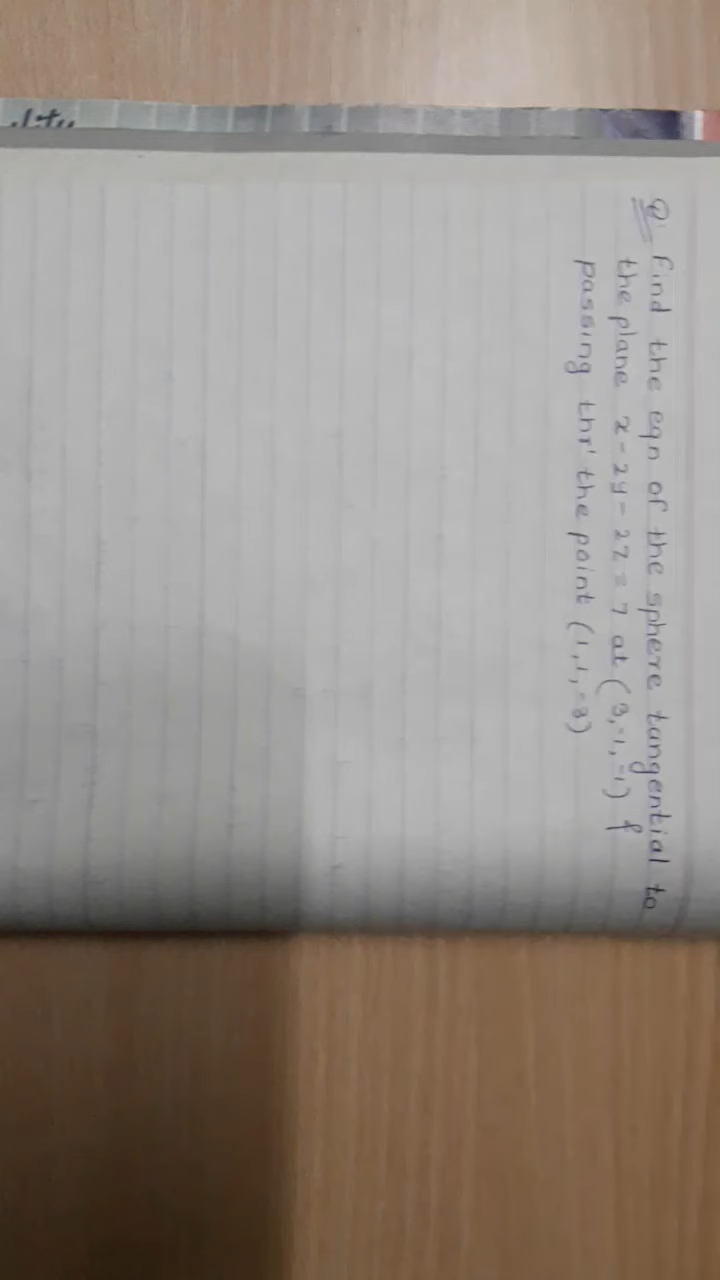 Q. Find the eqn of the sphere tangential to
the plane x - 2y - 2z = 7 at (3, -1, -1) &
passing thr' the point (1, 1, -3)